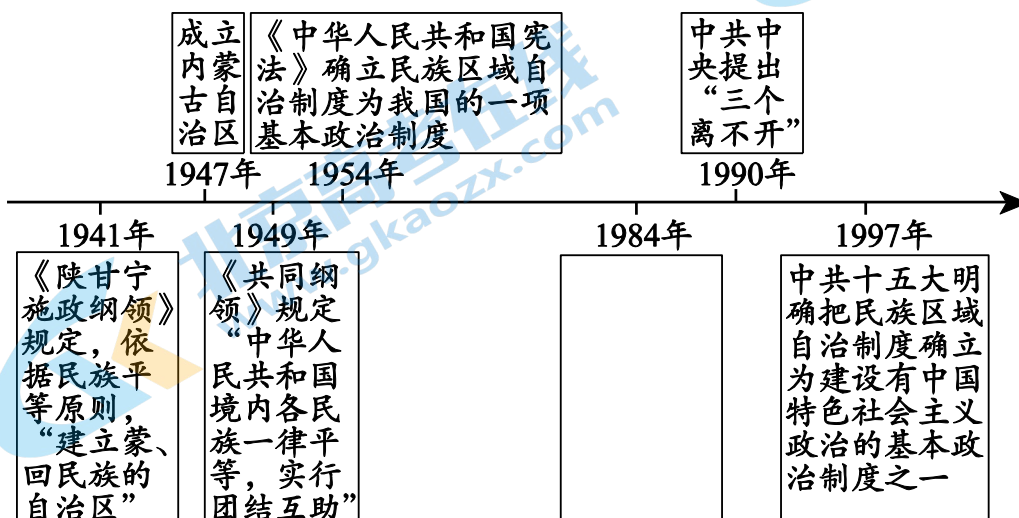 成立
内蒙
古自
治区
《中华人民共和国宪
法》确立民族区域自
治制度为我国的一项
基本政治制度
中共中
央提出
“三个
离不开”
1947年
1954年
1990年
1941年
1949年
1984年
1997年
《陕甘宁
施政纲领》
规定，依
据民族平
等原则，
“建立蒙、
回民族的
自治区”
《共同纲
领》规定
“中华人
民共和国
境内各民
族一律平
等，实行
团结互助”
中共十五大明
确把民族区域
自治制度确立
为建设有中国
特色社会主义
政治的基本政
治制度之一
北京高考在线
www.gkaozx.com